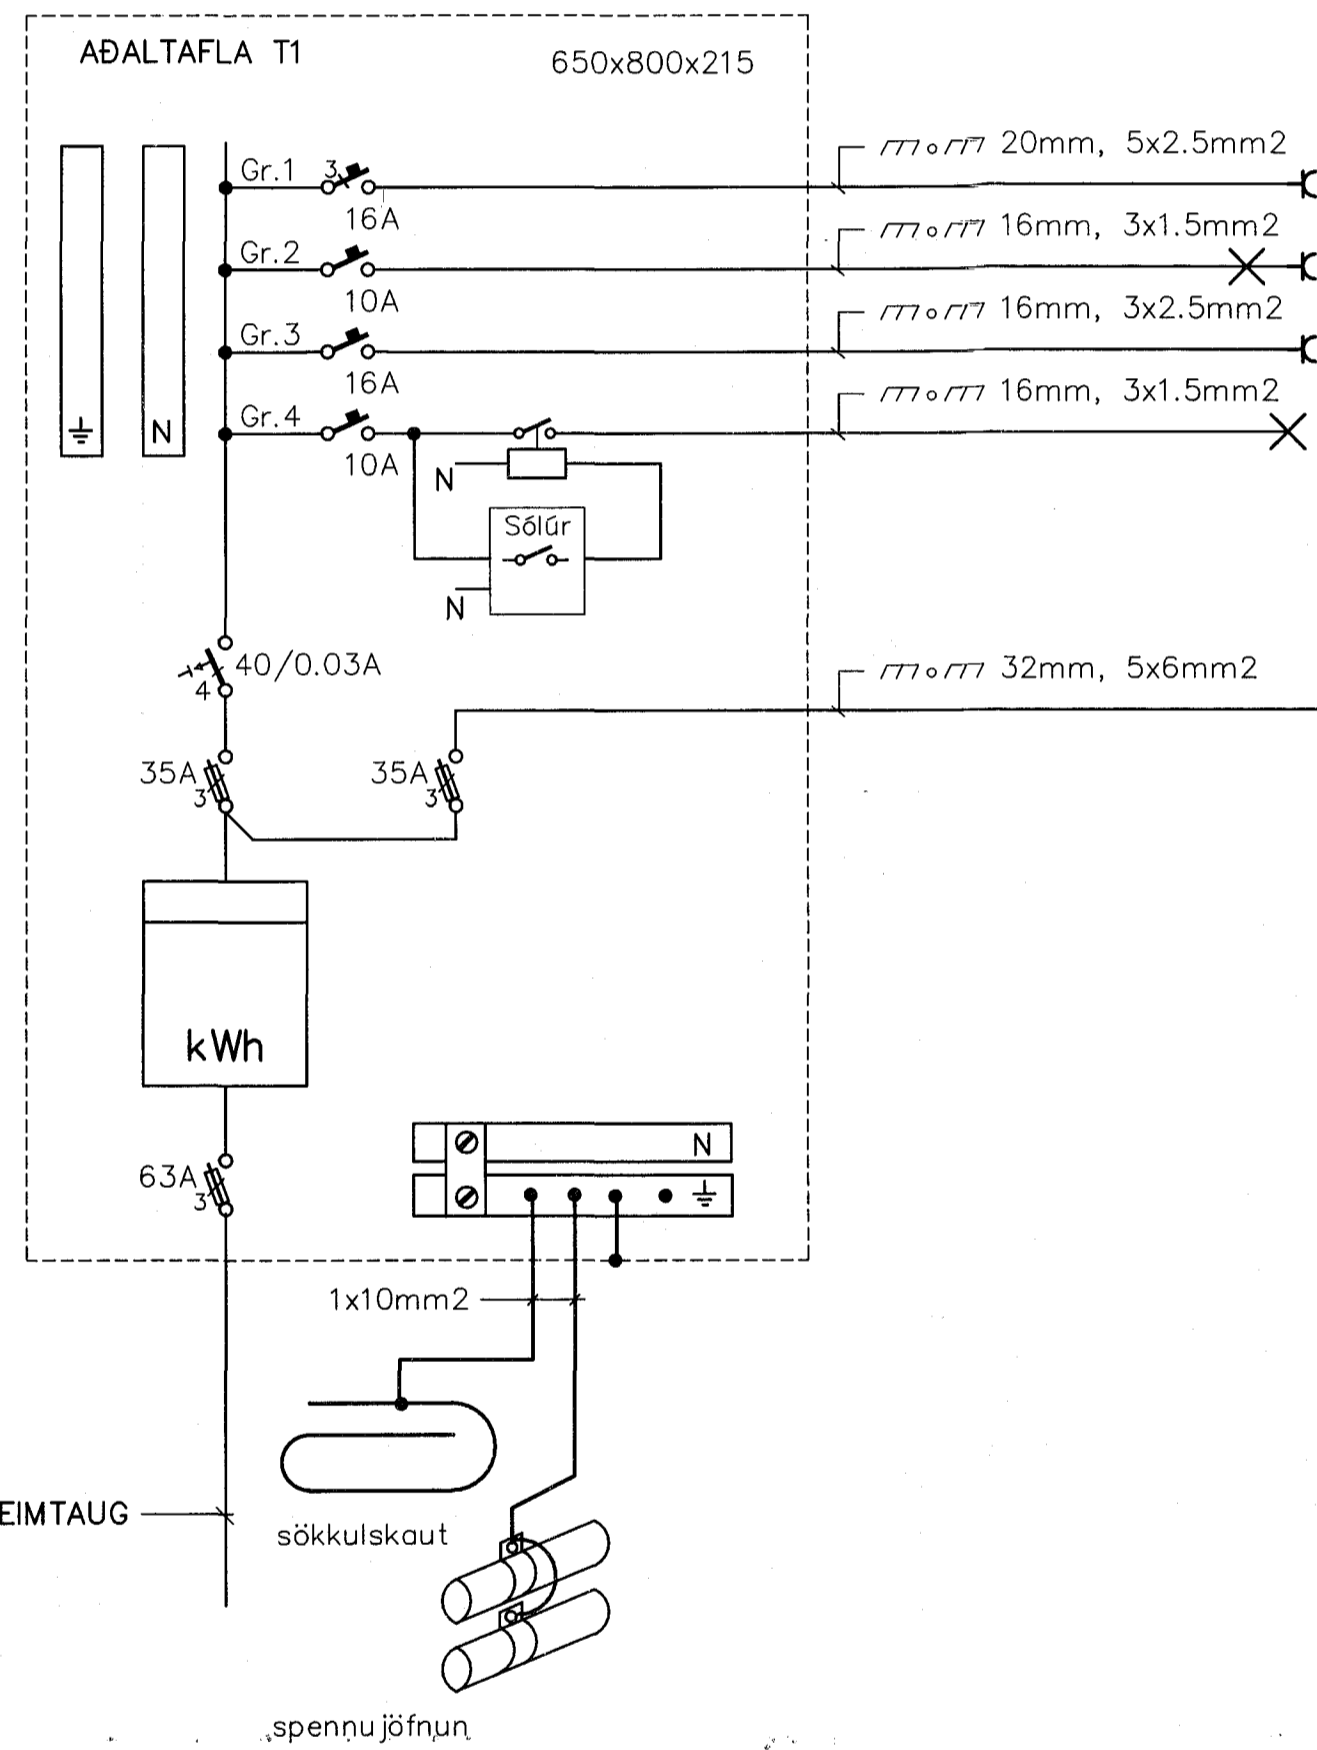 AÐALTAFLA T1 650x800x215
20mm, 5x2.5mm2
Gr.1 3
16A
16mm, 3x1.5mm2
Gr.2
10A
16mm, 3x2.5mm2
Gr.3
16A
16mm, 3x1.5mm2
Gr.4
N
10A
N
Sólúr
N
40/0.03A
4
32mm, 5x6mm2
35A 3
35A 3
kWh
N
63A 3
1x10mm2
EIMTAUG
sökkulskaut
spennujöfnun